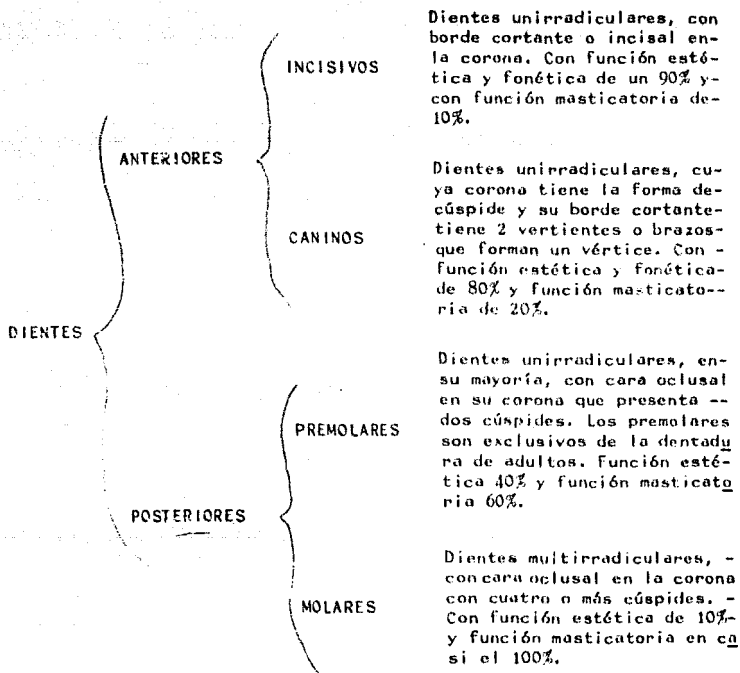 Dientes unirradiculares, con
borde cortante o incisal en-
la corona. Con función esté-
tica y fonética de un 90% y-
con función masticatoria de-
10%.
INCISIVOS
ANTERIORES
Dientes unirradiculares, cu-
ya corona tiene la forma de-
cúspide y su borde cortante-
tiene 2 vertientes o brazos-
que forman un vértice. Con -
función estética y fonética-
de 80% y función masticato--
ria de 20%.
CANINOS
DIENTES
Dientes unirradiculares, en-
su mayoría, con cara oclusal
en su corona que presenta --
dos cúspides. Los premolares
son exclusivos de la dentadu
ra de adultos. Función esté-
tica 40% y función masticato
ria 60%.
PREMOLARES
POSTERIORES
Dientes multirradiculares, -
con cara oclusal en la corona
con cuatro o más cúspides. -
Con función estética de 10%-
y función masticatoria en ca
si el 100%.
MOLARES